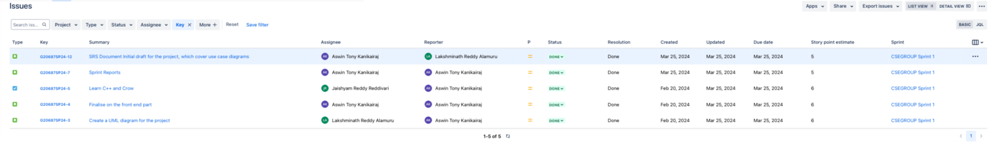 Issues
Apps Share Export issues LIST VIEW DETAIL VIEW
Search iss... Project Type Status Assignee Key More + Reset Save filter
BASIC JQL
Type Key Summary Assignee Reporter P Status Resolution Created Updated Due date Story point estimate Sprint
G20687SP24-12 SRS Document Initial draft for the project, which cover use case diagrams AK Aswin Tony Kanikairaj LA Lakshminath Reddy Alamuru DONE Done Mar 25, 2024 Mar 25, 2024 Mar 25, 2024 5 CSEGROUP Sprint 1
G20687SP24-7 Sprint Reports AK Aswin Tony Kanikairaj AK Aswin Tony Kanikairaj DONE Done Mar 25, 2024 Mar 25, 2024 Mar 25, 2024 5 CSEGROUP Sprint 1
G20687SP24-5 Learn C++ and Crow JR Jaishyam Reddy Reddivari AK Aswin Tony Kanikairaj DONE Done Feb 20, 2024 Mar 25, 2024 Mar 25, 2024 6 CSEGROUP Sprint 1
G20687SP24-4 Finalise on the front end part AK Aswin Tony Kanikairaj AK Aswin Tony Kanikairaj DONE Done Feb 20, 2024 Mar 25, 2024 Mar 25, 2024 6 CSEGROUP Sprint 1
G20687SP24-3 Create a UML diagram for the project LA Lakshminath Reddy Alamuru AK Aswin Tony Kanikairaj DONE Done Feb 20, 2024 Mar 25, 2024 Mar 25, 2024 6 CSEGROUP Sprint 1
1-5 of 5
1